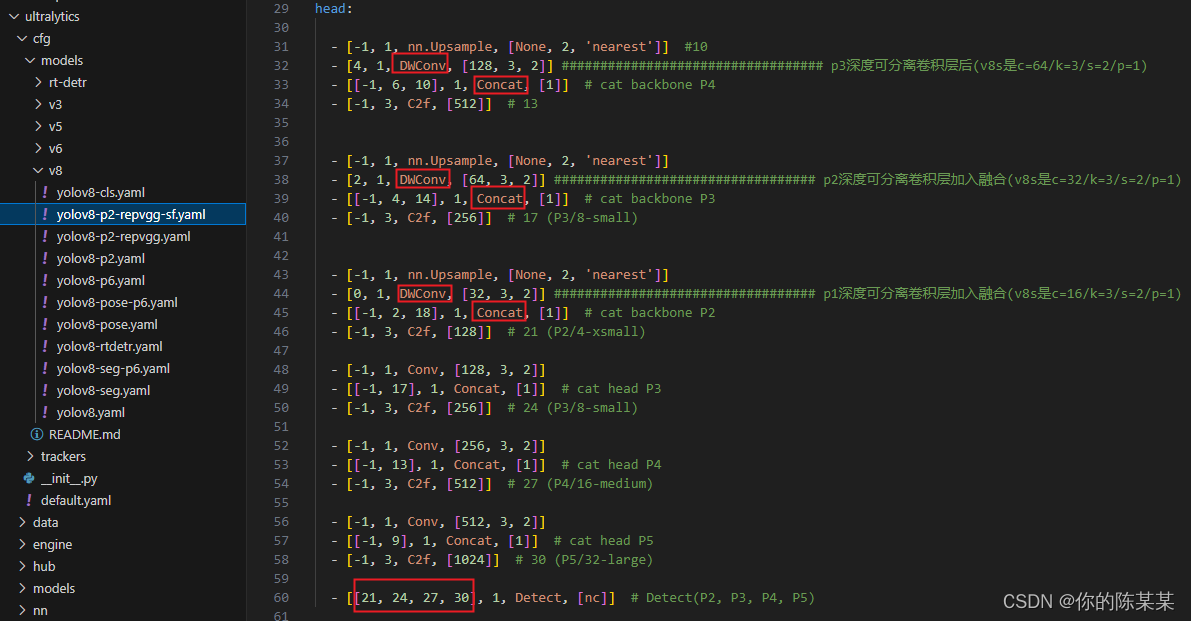 ultralytics
cfg
models
rt-detr
v3
v5
v6
v8
yolov8-cls.yaml
yolov8-p2-repvgg-sf.yaml
yolov8-p2-repvgg.yaml
yolov8-p2.yaml
yolov8-p6.yaml
yolov8-pose-p6.yaml
yolov8-pose.yaml
yolov8-rtdetr.yaml
yolov8-seg-p6.yaml
yolov8-seg.yaml
yolov8.yaml
README.md
trackers
__init__.py
default.yaml
data
engine
hub
models
nn
29 head:
30
31 - [-1, 1, nn.Upsample, [None, 2, 'nearest']] #10
32 - [4, 1, DWConv, [128, 3, 2]] ################################## p3深度可分离卷积层后(v8s是c=64/k=3/s=2/p=1)
33 - [[-1, 6, 10], 1, Concat, [1]] # cat backbone P4
34 - [-1, 3, C2f, [512]] # 13
35
36
37 - [-1, 1, nn.Upsample, [None, 2, 'nearest']]
38 - [2, 1, DWConv, [64, 3, 2]] ################################## p2深度可分离卷积层加入融合(v8s是c=32/k=3/s=2/p=1)
39 - [[-1, 4, 14], 1, Concat, [1]] # cat backbone P3
40 - [-1, 3, C2f, [256]] # 17 (P3/8-small)
41
42
43 - [-1, 1, nn.Upsample, [None, 2, 'nearest']]
44 - [0, 1, DWConv, [32, 3, 2]] ################################## p1深度可分离卷积层加入融合(v8s是c=16/k=3/s=2/p=1)
45 - [[-1, 2, 18], 1, Concat, [1]] # cat backbone P2
46 - [-1, 3, C2f, [128]] # 21 (P2/4-xsmall)
47
48 - [-1, 1, Conv, [128, 3, 2]]
49 - [[-1, 17], 1, Concat, [1]] # cat head P3
50 - [-1, 3, C2f, [256]] # 24 (P3/8-small)
51
52 - [-1, 1, Conv, [256, 3, 2]]
53 - [[-1, 13], 1, Concat, [1]] # cat head P4
54 - [-1, 3, C2f, [512]] # 27 (P4/16-medium)
55
56 - [-1, 1, Conv, [512, 3, 2]]
57 - [[-1, 9], 1, Concat, [1]] # cat head P5
58 - [-1, 3, C2f, [1024]] # 30 (P5/32-large)
59
60 - [[21, 24, 27, 30], 1, Detect, [nc]] # Detect(P2, P3, P4, P5)
61
CSDN @你的陈某某